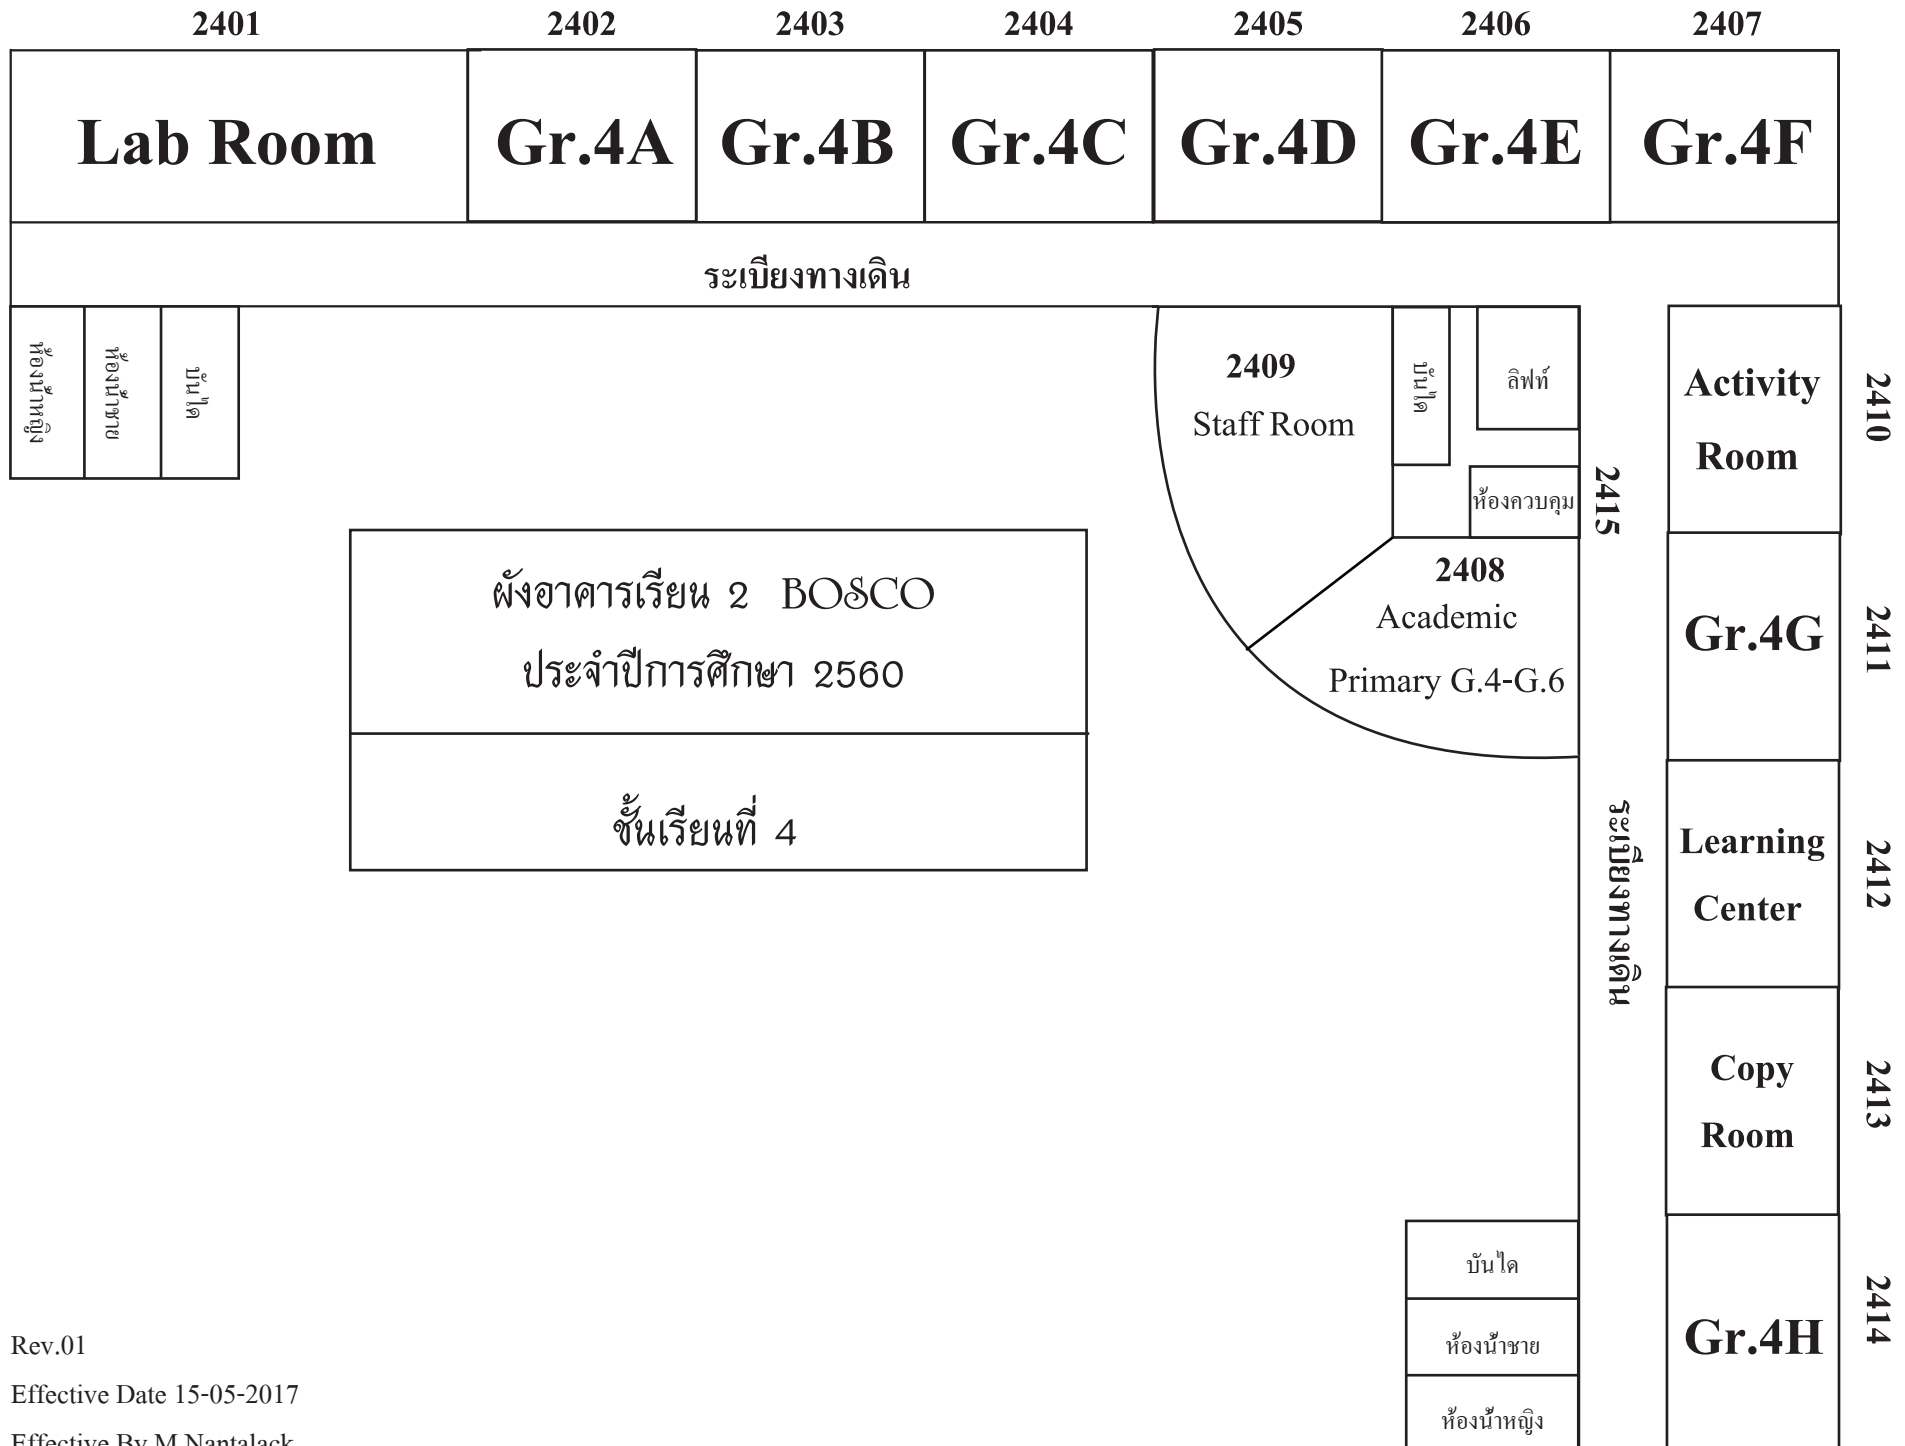 2401 2402 2403 2404 2405 2406 2407
Lab Room Gr.4A Gr.4B Gr.4C Gr.4D Gr.4E Gr.4F
ระเบียงทางเดิน
ห้องน้ำหญิง
ห้องน้ำชาย
บันได
2409
Staff Room
บันได
ลิฟท์
ห้องควบคุม
2415
2408
Academic
Primary G.4-G.6
Activity
Room
2410
Gr.4G
2411
Learning
Center
2412
Copy
Room
2413
Gr.4H
2414
ระเบียงทางเดิน
ผังอาคารเรียน 2 BOSCO
ประจำปีการศึกษา 2560
ชั้นเรียนที่ 4
บันได
ห้องน้ำชาย
ห้องน้ำหญิง
Rev.01
Effective Date 15-05-2017
Effective By M.Nantalack